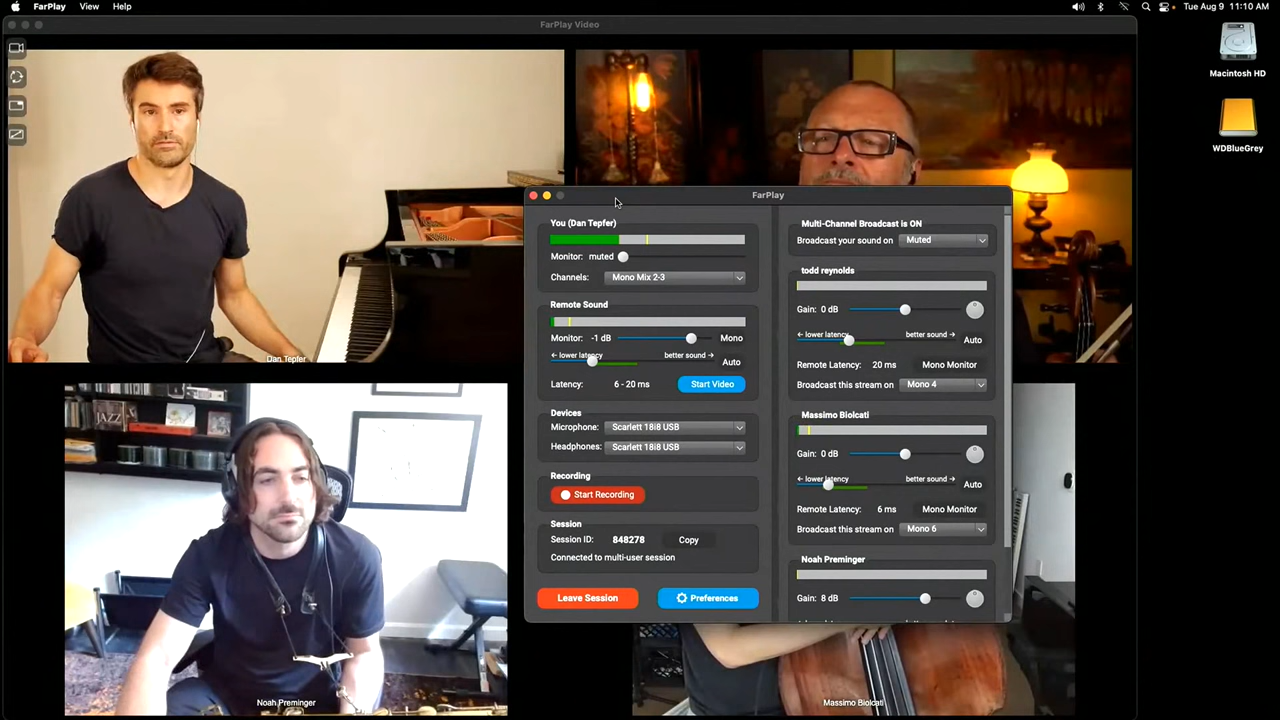 FarPlay View Help
Tue Aug 9 11:10 AM
FarPlay Video
Macintosh HD
WDBlueGrey
Dan Tepfer
Noah Preminger
Massimo Biolcati
FarPlay
You (Dan Tepfer)
Monitor: muted
Channels: Mono Mix 2-3
Remote Sound
Monitor: -1 dB Mono
← lower latency better sound →
Auto
Latency: 6 - 20 ms Start Video
Devices
Microphone: Scarlett 18i8 USB
Headphones: Scarlett 18i8 USB
Recording
Start Recording
Session
Session ID: 848278 Copy
Connected to multi-user session
Leave Session Preferences
Multi-Channel Broadcast is ON
Broadcast your sound on Muted
todd reynolds
Gain: 0 dB
← lower latency better sound →
Auto
Remote Latency: 20 ms Mono Monitor
Broadcast this stream on Mono 4
Massimo Biolcati
Gain: 0 dB
← lower latency better sound →
Auto
Remote Latency: 6 ms Mono Monitor
Broadcast this stream on Mono 6
Noah Preminger
Gain: 8 dB